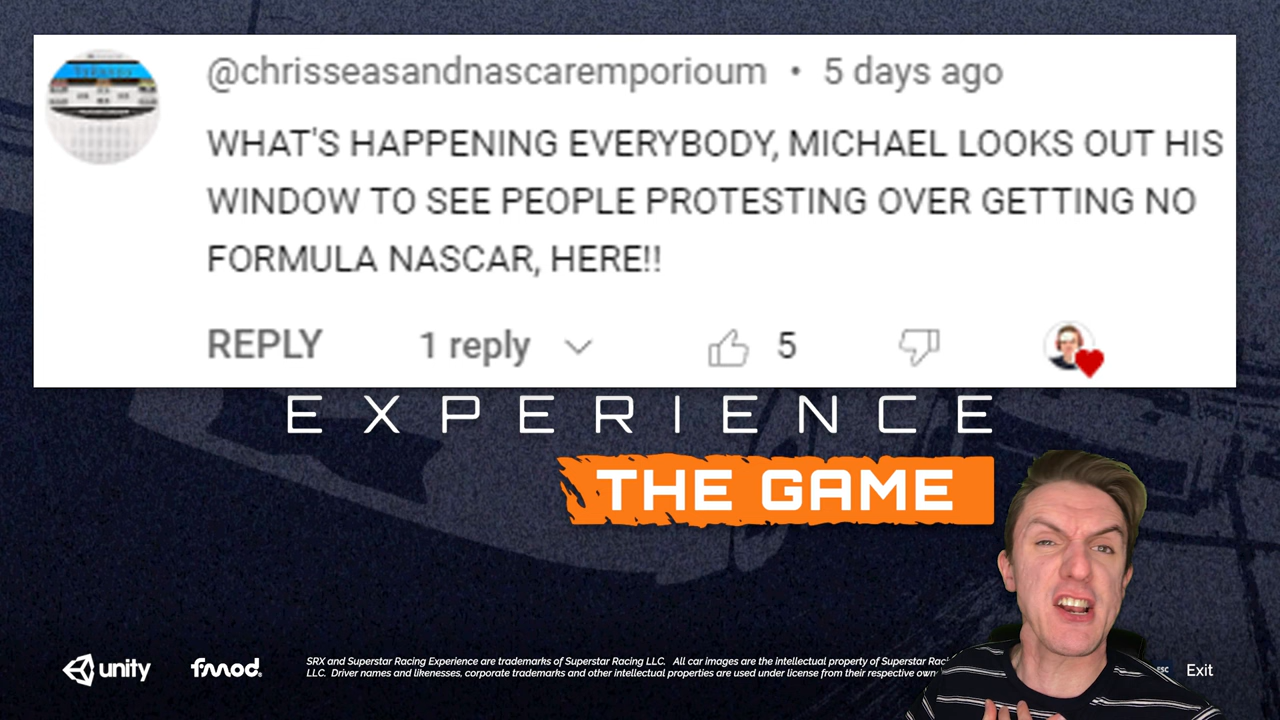 @chrisseasandnascaremporioum • 5 days ago
WHAT'S HAPPENING EVERYBODY, MICHAEL LOOKS OUT HIS
WINDOW TO SEE PEOPLE PROTESTING OVER GETTING NO
FORMULA NASCAR, HERE!!
REPLY 1 reply 5
EXPERIENCE
THE GAME
unity fmod® SRX and Superstar Racing Experience are trademarks of Superstar Racing LLC. All car images are the intellectual property of Superstar
LLC. Driver names and likenesses, corporate trademarks and other intellectual properties are used under license from their respective
ESC Exit